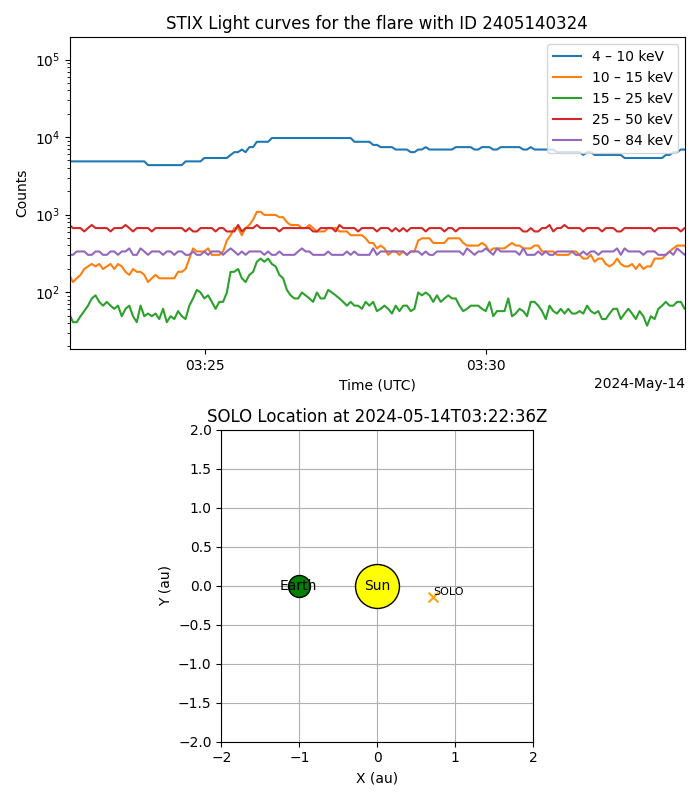 STIX Light curves for the flare with ID 2405140324
10⁵
10⁴
10³
10²
Counts
4 – 10 keV
10 – 15 keV
15 – 25 keV
25 – 50 keV
50 – 84 keV
03:25
03:30
Time (UTC)
2024-May-14
SOLO Location at 2024-05-14T03:22:36Z
2.0
1.5
1.0
0.5
0.0
−0.5
−1.0
−1.5
−2.0
Y (au)
Earth
Sun
SOLO
−2
−1
0
1
2
X (au)